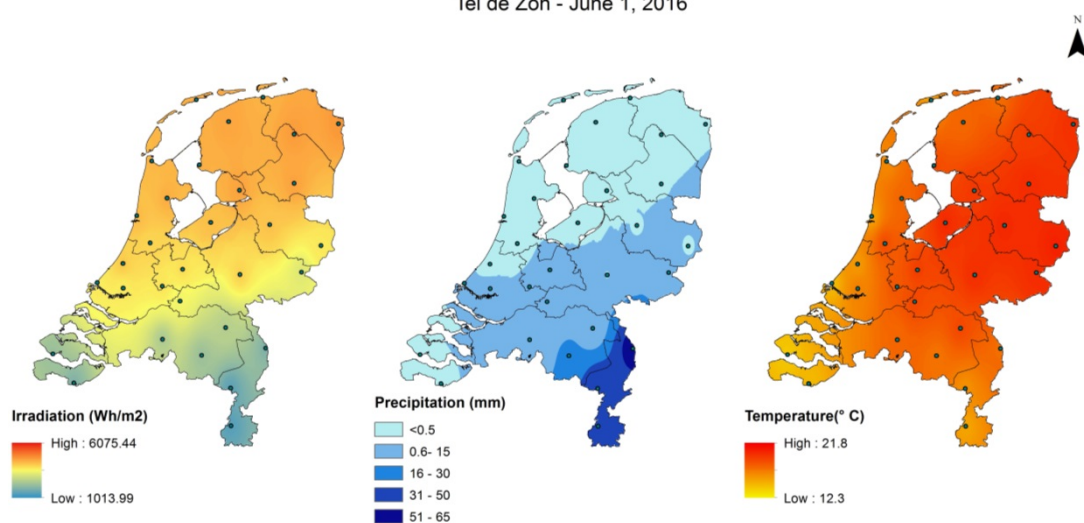 Tel de Zon - June 1, 2016
N
Irradiation (Wh/m2)
High : 6075.44
Low : 1013.99
Precipitation (mm)
<0.5
0.6- 15
16 - 30
31 - 50
51 - 65
Temperature(° C)
High : 21.8
Low : 12.3